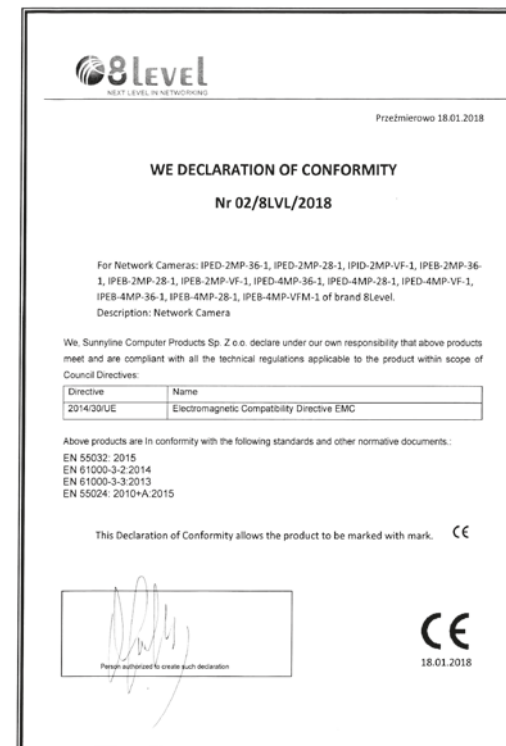 8level
NEXT LEVEL IN NETWORKING
Przeźmierowo 18.01.2018
WE DECLARATION OF CONFORMITY
Nr 02/8LVL/2018
For Network Cameras: IPED-2MP-36-1, IPED-2MP-28-1, IPID-2MP-VF-1, IPEB-2MP-36-
1, IPEB-2MP-28-1, IPEB-2MP-VF-1, IPED-4MP-36-1, IPED-4MP-28-1, IPED-4MP-VF-1,
IPEB-4MP-36-1, IPEB-4MP-28-1, IPEB-4MP-VFM-1 of brand 8Level.
Description: Network Camera
We, Sunnyline Computer Products Sp. Z o.o. declare under our own responsibility that above products
meet and are compliant with all the technical regulations applicable to the product within scope of
Council Directives:
Directive Name
2014/30/UE Electromagnetic Compatibility Directive EMC
Above products are In conformity with the following standards and other normative documents.:
EN 55032: 2015
EN 61000-3-2:2014
EN 61000-3-3:2013
EN 55024: 2010+A:2015
This Declaration of Conformity allows the product to be marked with mark. CE
Person authorized to create such declaration
CE
18.01.2018